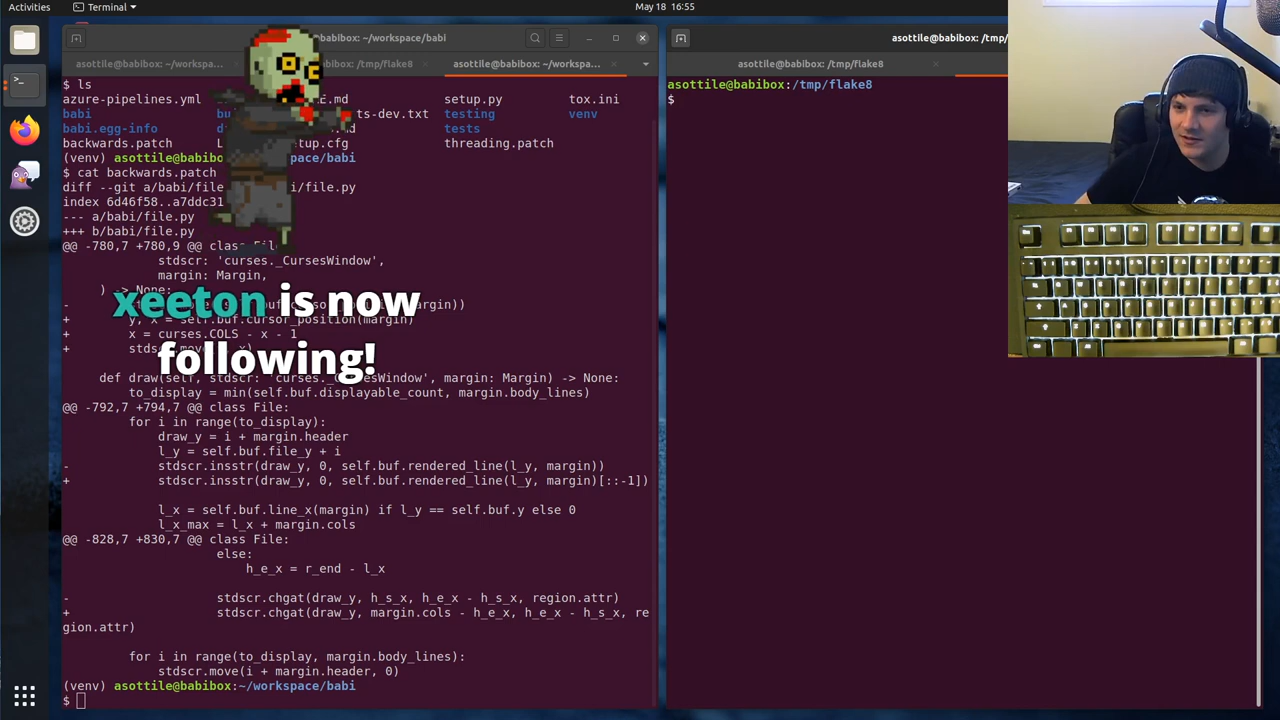 Activities
Terminal
May 18  16:55
asottile@babibox: ~/workspace/babi
asottile@babibox: /tmp/
asottile@babibox: ~/workspa…
/tmp/flake8
asottile@babibox: ~/workspa…
asottile@babibox: /tmp/flake8
$ ls
azure-pipelines.yml
setup.py
tox.ini
babi
ts-dev.txt
testing
venv
babi.egg-info
tests
backwards.patch
threading.patch
(venv) asottile@babibox:~/workspace/babi
$ cat backwards.patch
diff --git a/babi/file
i/file.py
index 6d46f58..a7ddc31
--- a/babi/file.py
+++ b/babi/file.py
@@ -780,7 +780,9 @@ class File:
stdscr: 'curses._CursesWindow',
margin: Margin,
) -> None:
-
+ y, x = self.buf.cursor_position(margin)
+ x = curses.COLS - x - 1
+
xeeton is now
following!
def draw(self, stdscr: 'curses._CursesWindow', margin: Margin) -> None:
to_display = min(self.buf.displayable_count, margin.body_lines)
@@ -792,7 +794,7 @@ class File:
for i in range(to_display):
draw_y = i + margin.header
l_y = self.buf.file_y + i
- stdscr.insstr(draw_y, 0, self.buf.rendered_line(l_y, margin))
+ stdscr.insstr(draw_y, 0, self.buf.rendered_line(l_y, margin)[::-1])
l_x = self.buf.line_x(margin) if l_y == self.buf.y else 0
l_x_max = l_x + margin.cols
@@ -828,7 +830,7 @@ class File:
else:
h_e_x = r_end - l_x
- stdscr.chgat(draw_y, h_s_x, h_e_x - h_s_x, region.attr)
+ stdscr.chgat(draw_y, margin.cols - h_e_x, h_e_x - h_s_x, re
gion.attr)
for i in range(to_display, margin.body_lines):
stdscr.move(i + margin.header, 0)
(venv) asottile@babibox:~/workspace/babi
$
asottile@babibox:/tmp/flake8
$